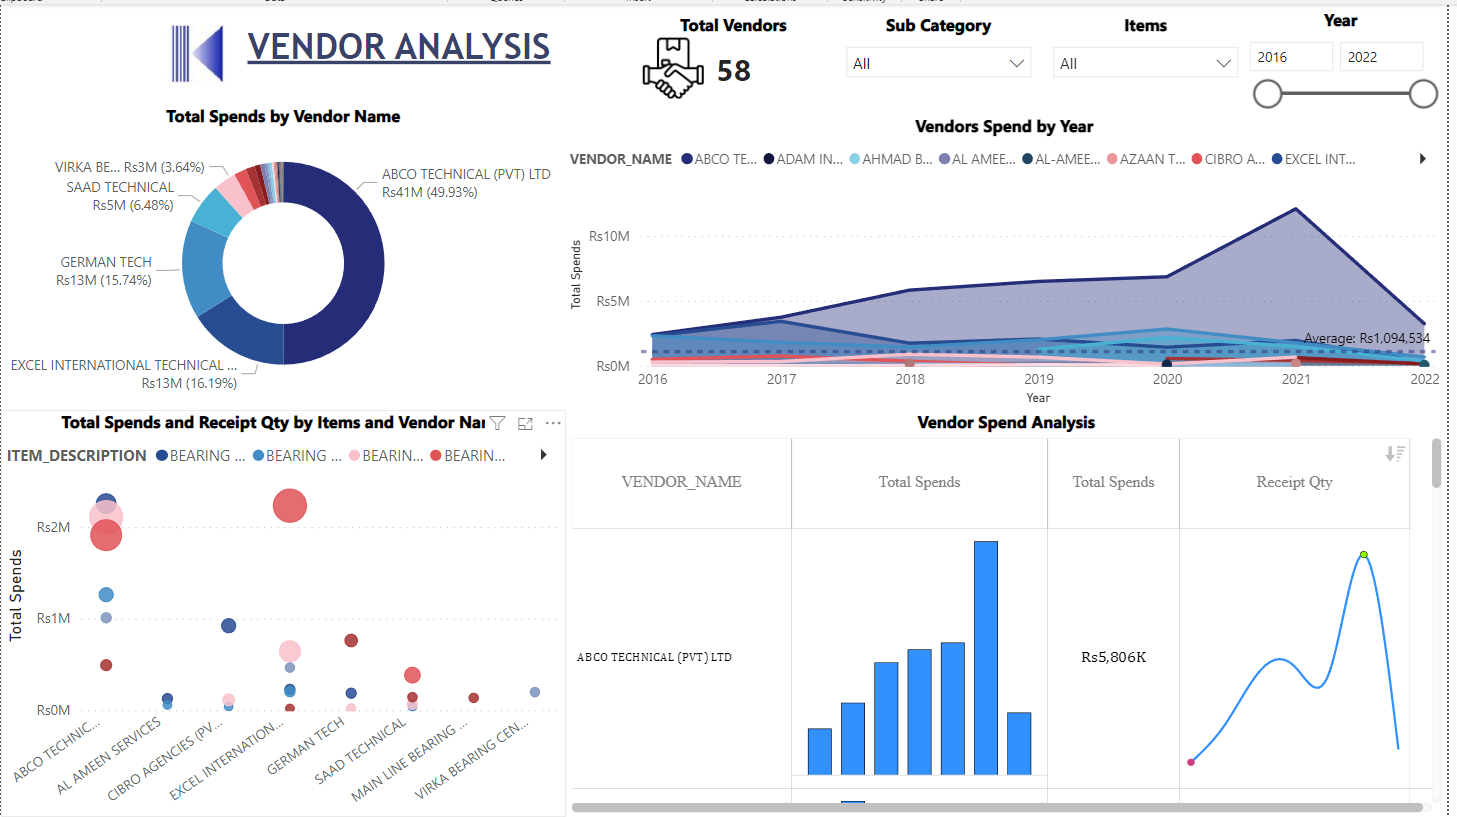 VENDOR ANALYSIS
Total Vendors
58
Sub Category
All
Items
All
Year
2016
2022
Total Spends by Vendor Name
VIRKA BE... Rs3M (3.64%)
SAAD TECHNICAL
Rs5M (6.48%)
GERMAN TECH
Rs13M (15.74%)
EXCEL INTERNATIONAL TECHNICAL ...
Rs13M (16.19%)
ABCO TECHNICAL (PVT) LTD
Rs41M (49.93%)
Vendors Spend by Year
VENDOR_NAME ABCO TE... ADAM IN... AHMAD B... AL AMEE... AL-AMEE... AZAAN T... CIBRO A... EXCEL INT...
Total Spends
Rs10M
Rs5M
Rs0M
Average: Rs1,094,534
2016 2017 2018 2019 2020 2021 2022
Year
Total Spends and Receipt Qty by Items and Vendor Nar
ITEM_DESCRIPTION BEARING ... BEARING ... BEARIN... BEARIN...
Total Spends
Rs2M
Rs1M
Rs0M
ABCO TECHNIC...
AL AMEEN SERVICES
CIBRO AGENCIES (PV...
EXCEL INTERNATION...
GERMAN TECH
SAAD TECHNICAL
MAIN LINE BEARING ...
VIRKA BEARING CEN...
Vendor Spend Analysis
VENDOR_NAME Total Spends Total Spends Receipt Qty
ABCO TECHNICAL (PVT) LTD Rs5,806K